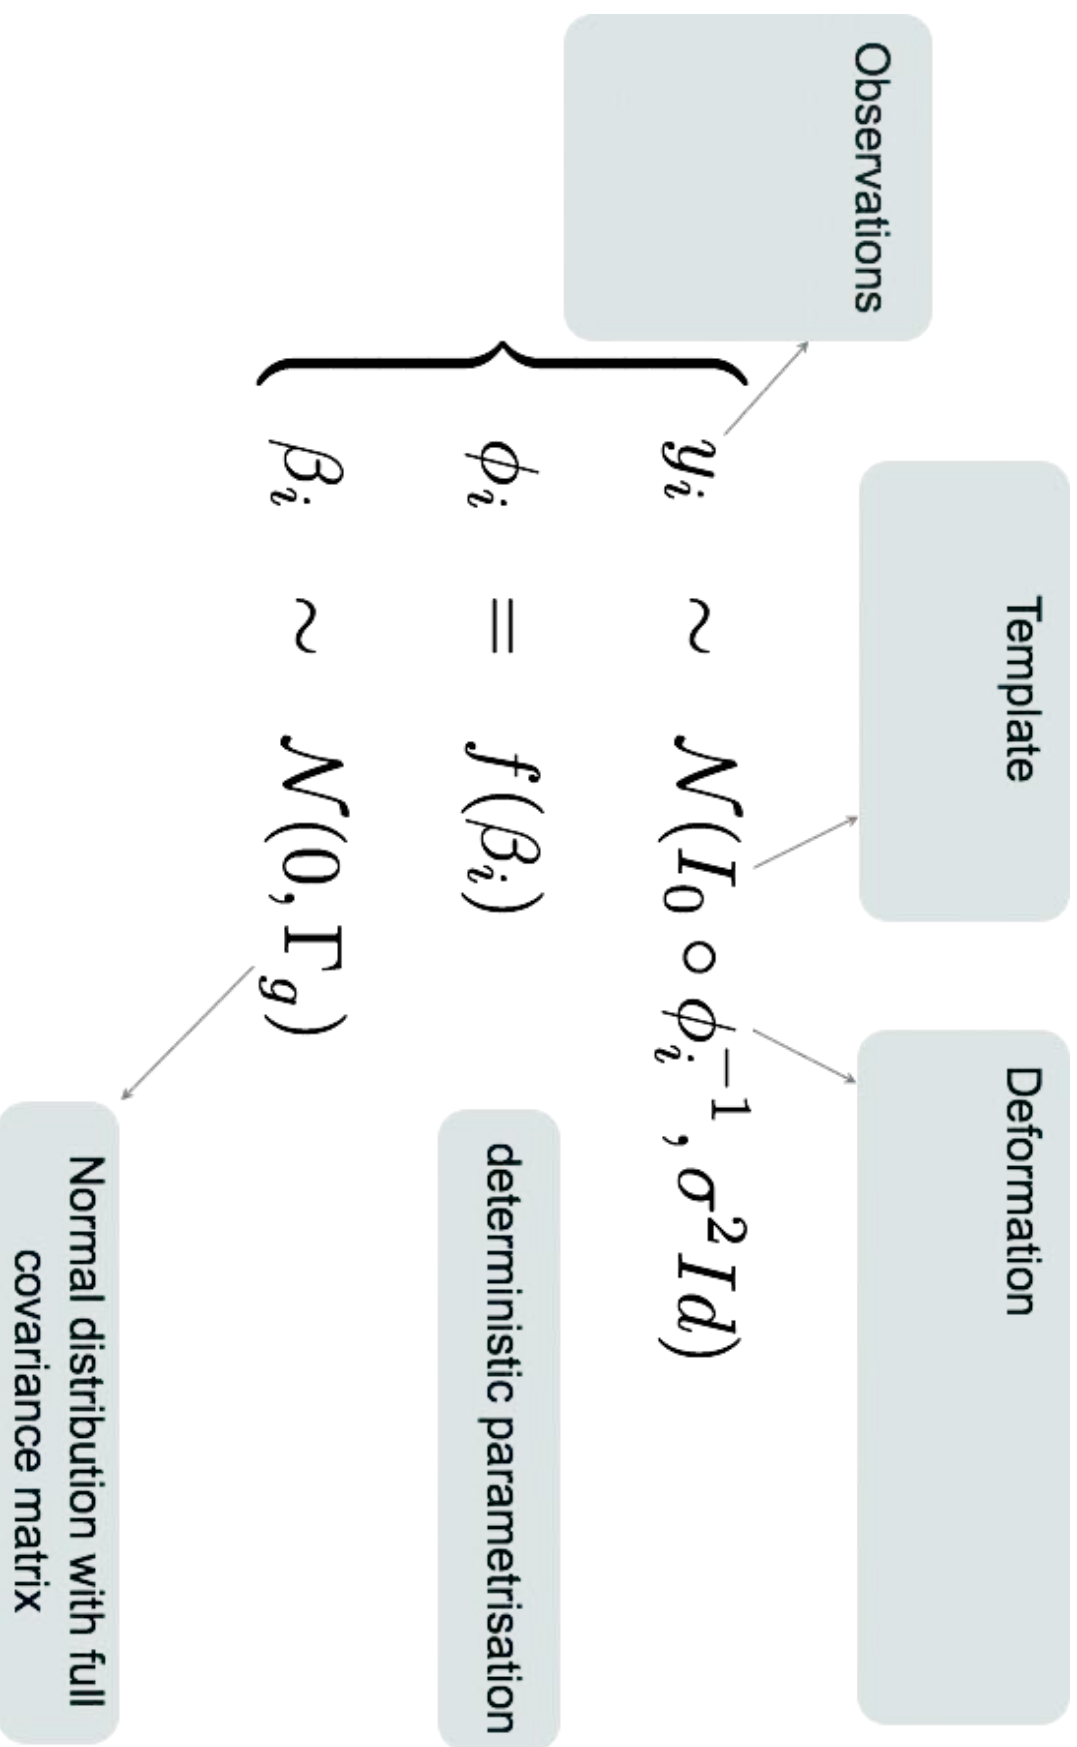 Template
Deformation
Observations
y_i ∼ 𝒩(I_0 ∘ ϕ_i^{-1}, σ^2 Id)
ϕ_i = f(β_i)
deterministic parametrisation
β_i ∼ 𝒩(0, Γ_g)
Normal distribution with full
covariance matrix